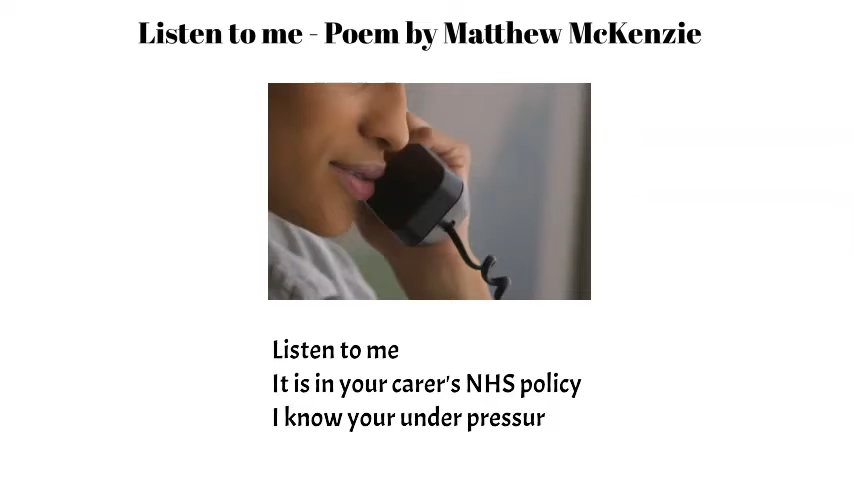 Listen to me - Poem by Matthew McKenzie
Listen to me
It is in your carer's NHS policy
I know your under pressur